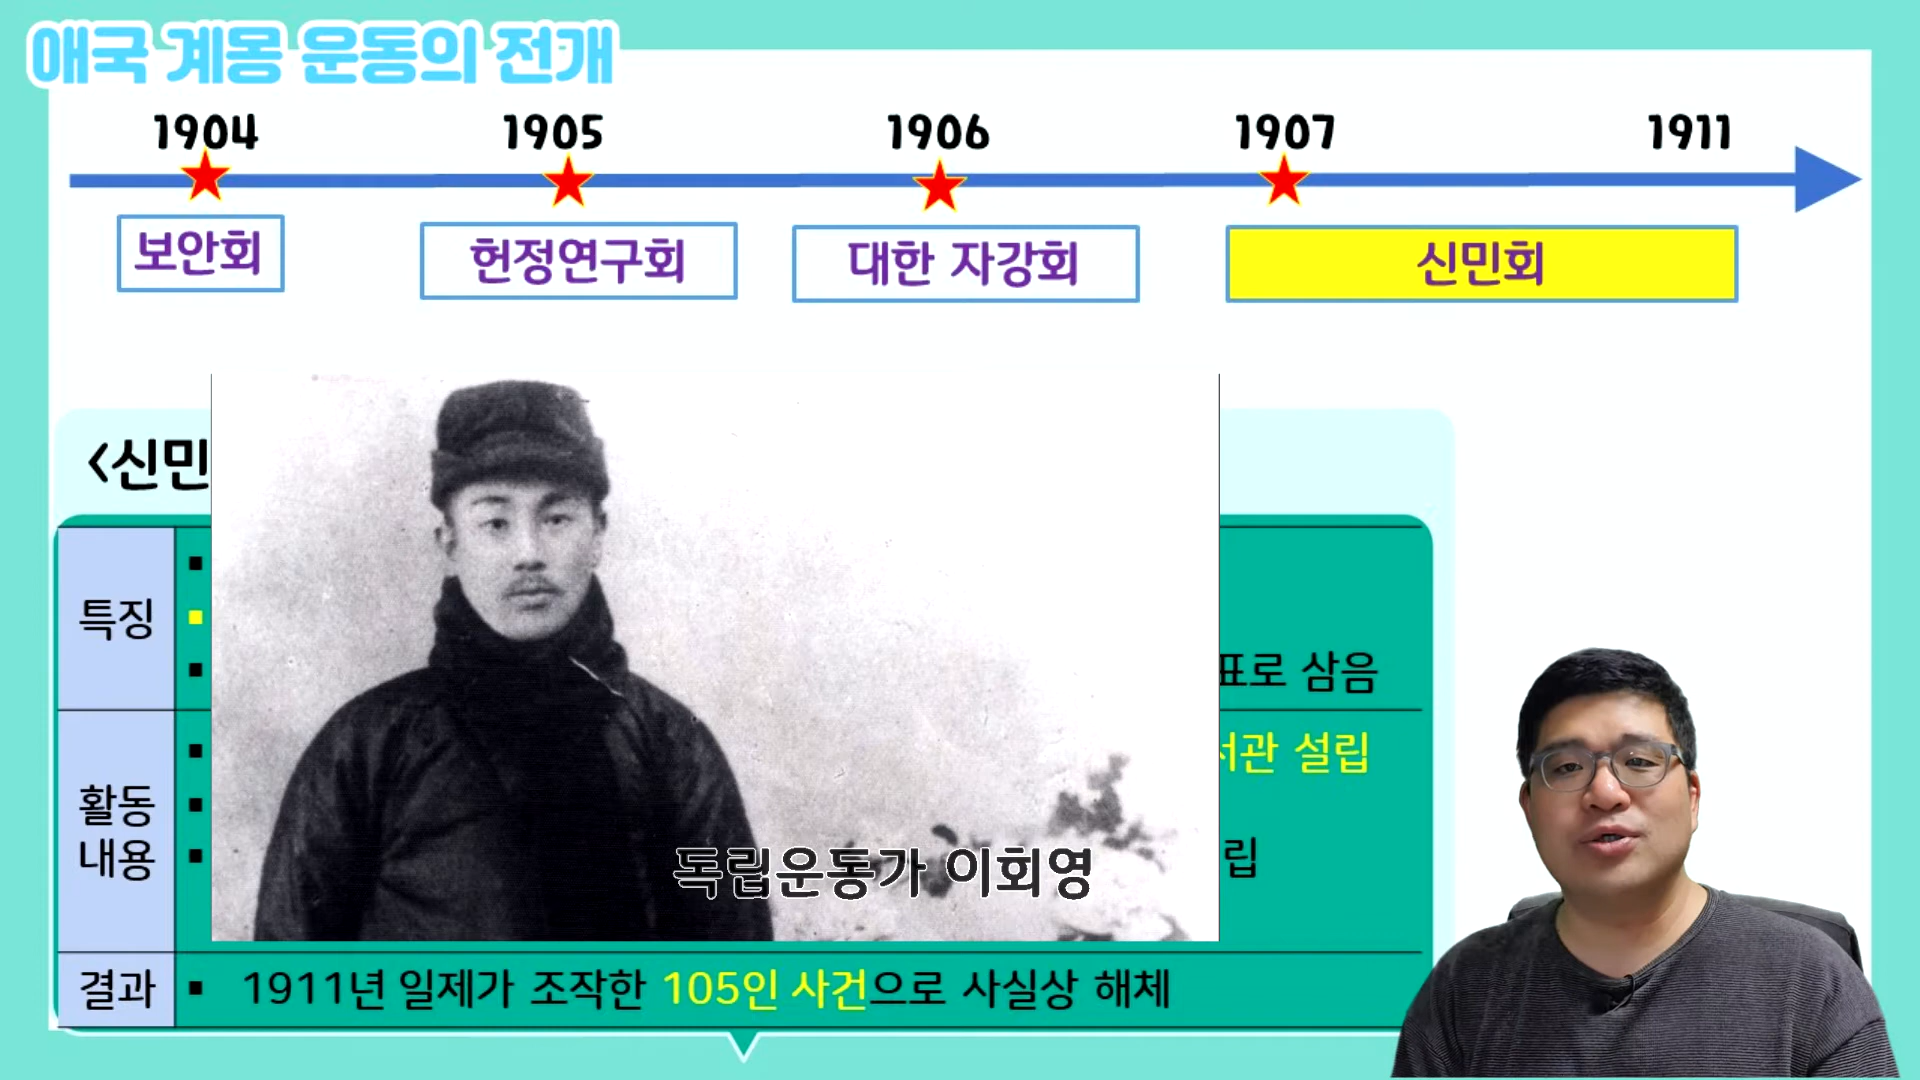 애국 계몽 운동의 전개
1904
1905
1906
1907
1911
보안회
헌정연구회
대한 자강회
신민회
<신민
특징
표로 삼음
활동
내용
서관 설립
립
독립운동가 이회영
결과
▪ 1911년 일제가 조작한 105인 사건으로 사실상 해체